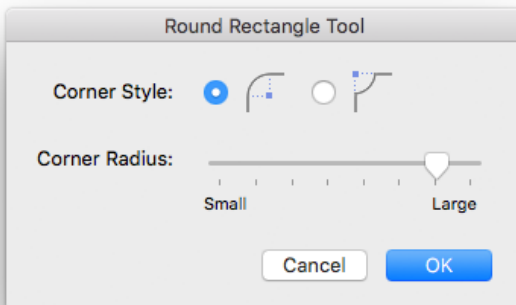 Round Rectangle Tool
Corner Style:
Corner Radius:
Small Large
Cancel OK